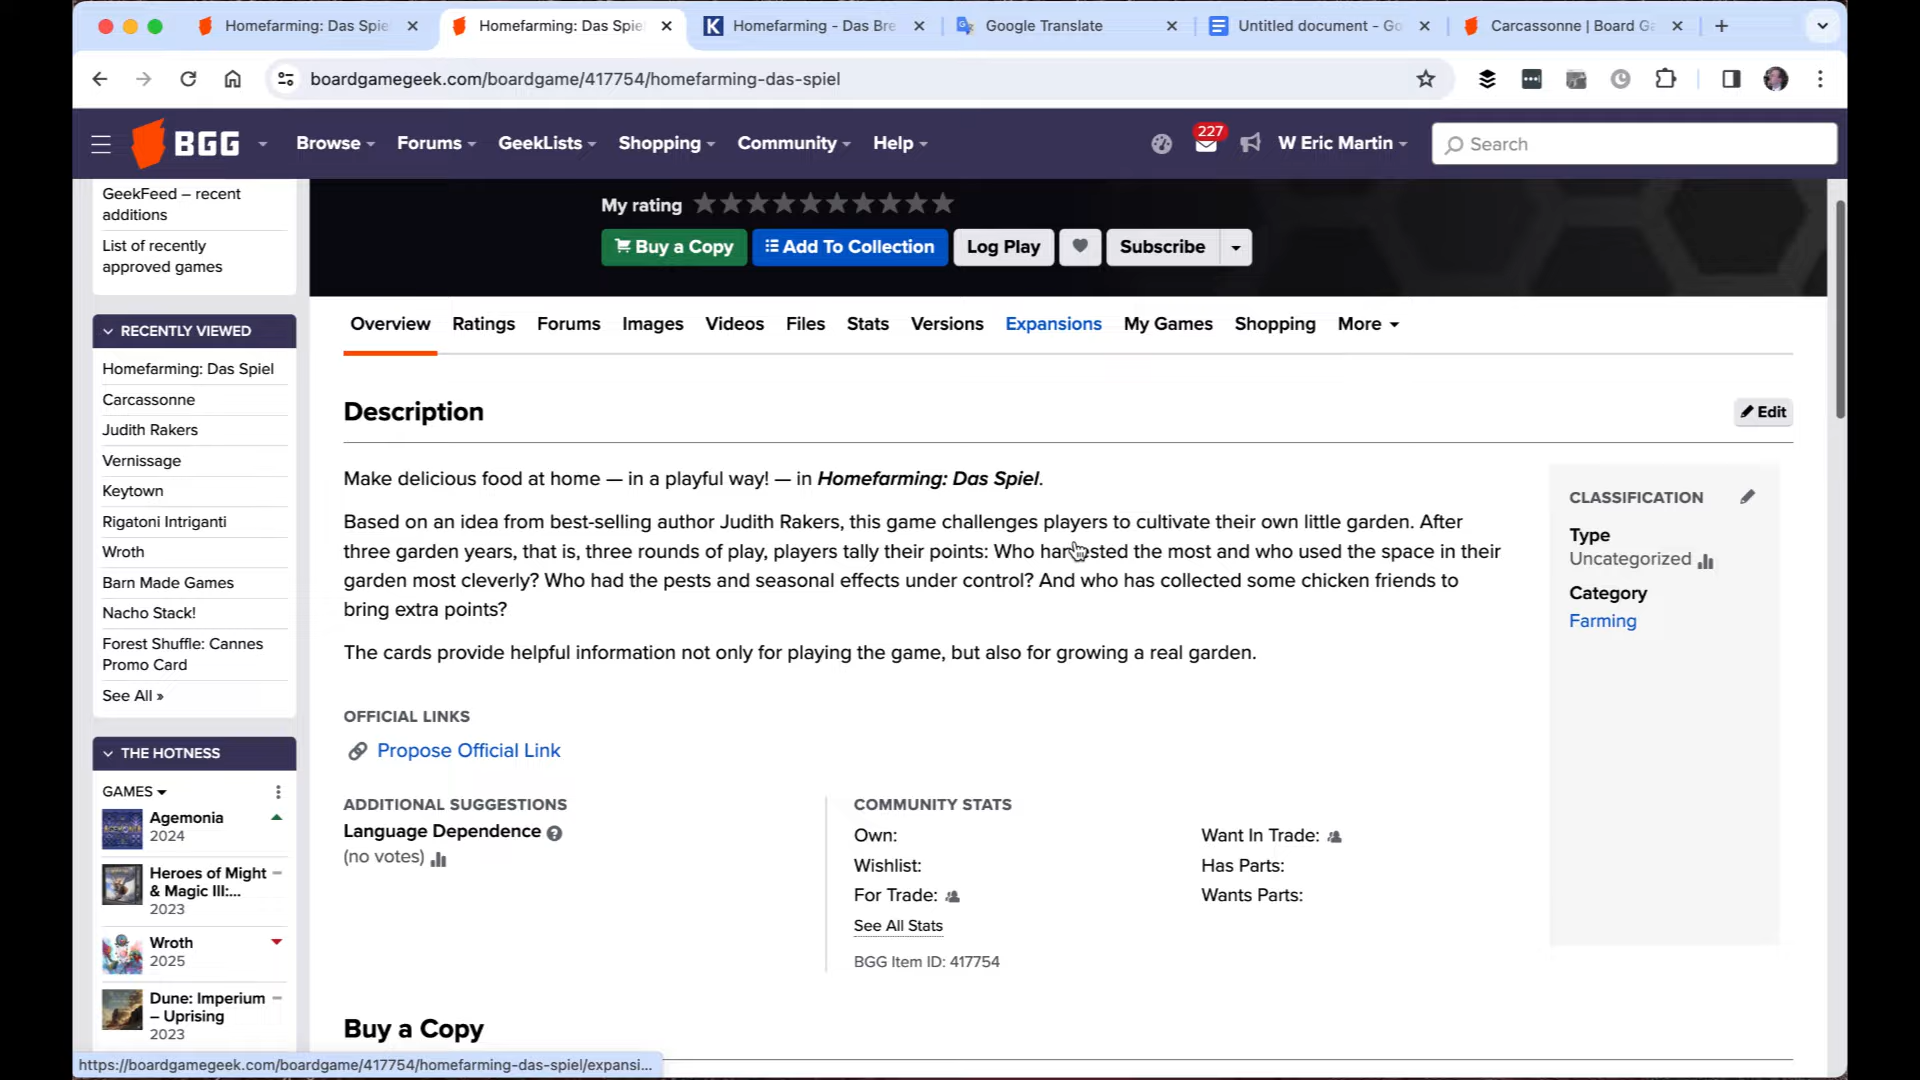 Homefarming: Das Spie
Homefarming: Das Spie
Homefarming - Das Bre
Google Translate
Untitled document - Go
Carcassonne | Board Ga
boardgamegeek.com/boardgame/417754/homefarming-das-spiel
BGG
Browse
Forums
GeekLists
Shopping
Community
Help
227
W Eric Martin
Search
GeekFeed – recent
additions
List of recently
approved games
RECENTLY VIEWED
Homefarming: Das Spiel
Carcassonne
Judith Rakers
Vernissage
Keytown
Rigatoni Intriganti
Wroth
Barn Made Games
Nacho Stack!
Forest Shuffle: Cannes
Promo Card
See All »
THE HOTNESS
GAMES
Agemonia
2024
Heroes of Might
& Magic III:...
2023
Wroth
2025
Dune: Imperium
– Uprising
2023
My rating
Buy a Copy
Add To Collection
Log Play
Subscribe
Overview
Ratings
Forums
Images
Videos
Files
Stats
Versions
Expansions
My Games
Shopping
More
Description
Edit
Make delicious food at home — in a playful way! — in Homefarming: Das Spiel.
Based on an idea from best-selling author Judith Rakers, this game challenges players to cultivate their own little garden. After
three garden years, that is, three rounds of play, players tally their points: Who harvested the most and who used the space in their
garden most cleverly? Who had the pests and seasonal effects under control? And who has collected some chicken friends to
bring extra points?
The cards provide helpful information not only for playing the game, but also for growing a real garden.
CLASSIFICATION
Type
Uncategorized
Category
Farming
OFFICIAL LINKS
Propose Official Link
ADDITIONAL SUGGESTIONS
Language Dependence
(no votes)
COMMUNITY STATS
Own:
Wishlist:
For Trade:
See All Stats
Want In Trade:
Has Parts:
Wants Parts:
BGG Item ID: 417754
Buy a Copy
https://boardgamegeek.com/boardgame/417754/homefarming-das-spiel/expansi...